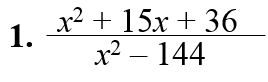 1. x² + 15x + 36
x² – 144